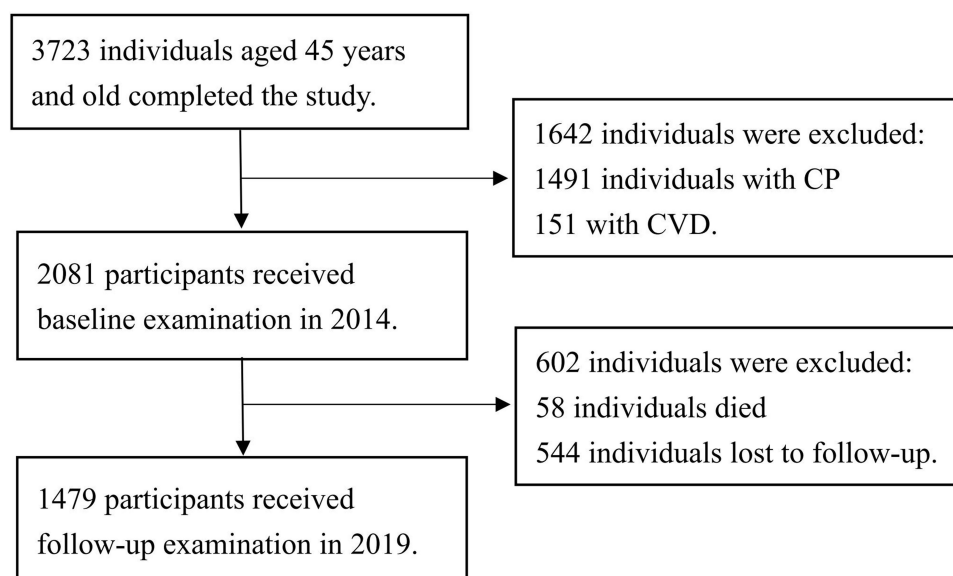 3723 individuals aged 45 years
and old completed the study.
1642 individuals were excluded:
1491 individuals with CP
151 with CVD.
2081 participants received
baseline examination in 2014.
602 individuals were excluded:
58 individuals died
544 individuals lost to follow-up.
1479 participants received
follow-up examination in 2019.